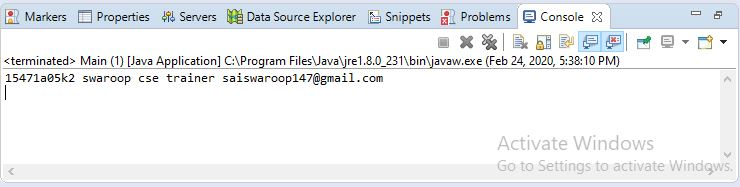 Markers Properties Servers Data Source Explorer Snippets Problems Console
<terminated> Main (1) [Java Application] C:\Program Files\Java\jre1.8.0_231\bin\javaw.exe (Feb 24, 2020, 5:38:10 PM)
15471a05k2 swaroop cse trainer saiswaroop147@gmail.com
Activate Windows
Go to Settings to activate Windows.